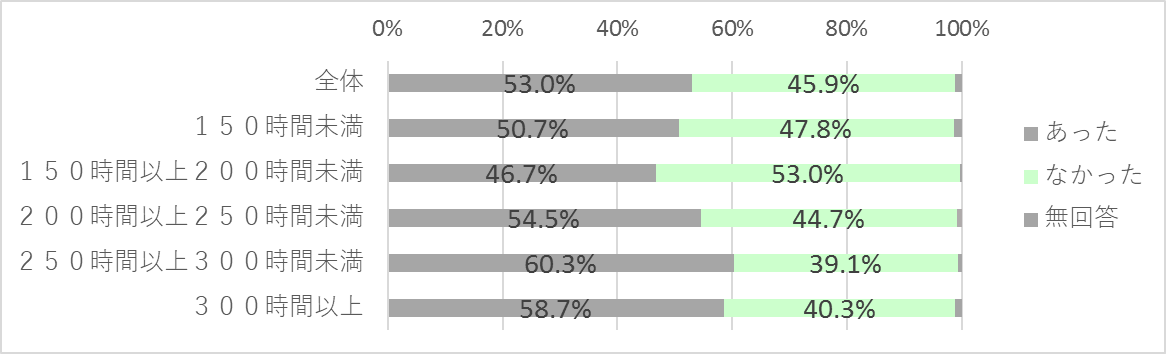 0% 20% 40% 60% 80% 100%
全体 53.0% 45.9%
１５０時間未満 50.7% 47.8%
１５０時間以上２００時間未満 46.7% 53.0%
２００時間以上２５０時間未満 54.5% 44.7%
２５０時間以上３００時間未満 60.3% 39.1%
３００時間以上 58.7% 40.3%
あった
なかった
無回答